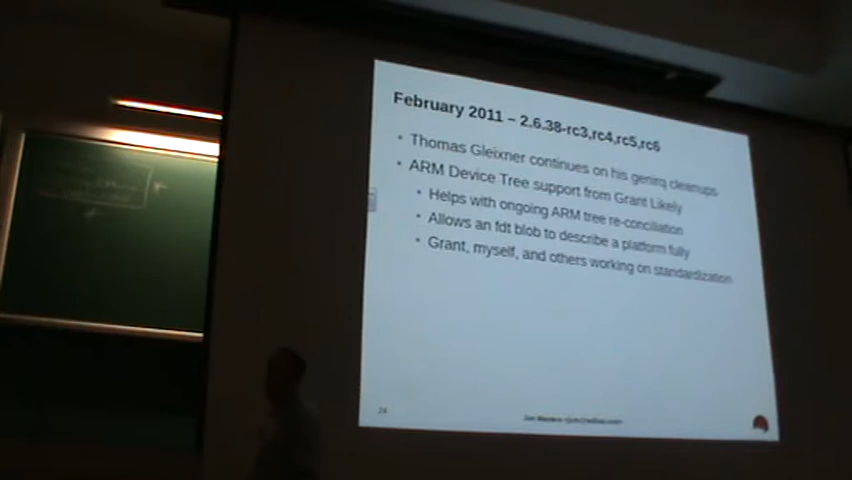 February 2011 – 2.6.38-rc3,rc4,rc5,rc6
• Thomas Gleixner continues on his genirq cleanups
• ARM Device Tree support from Grant Likely
• Helps with ongoing ARM tree re-conciliation
• Allows an fdt blob to describe a platform fully
• Grant, myself, and others working on standardization
24